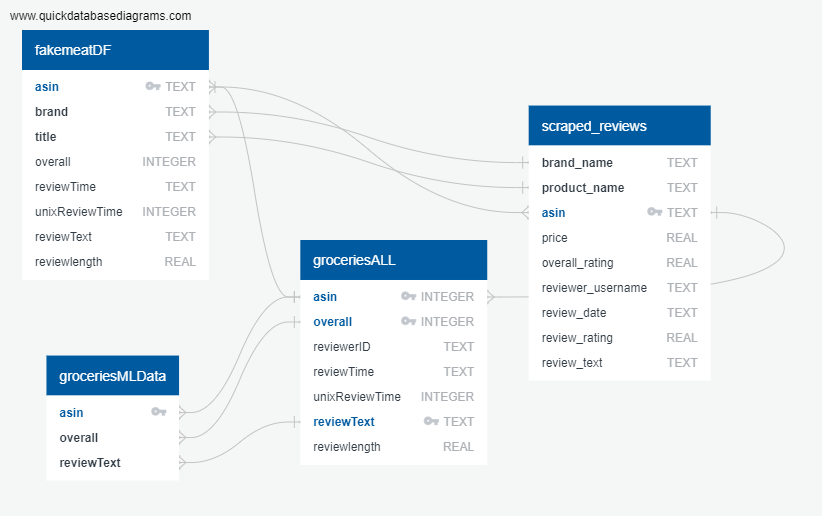 www.quickdatabasediagrams.com
fakemeatDF
asin TEXT
brand TEXT
title TEXT
overall INTEGER
reviewTime TEXT
unixReviewTime INTEGER
reviewText TEXT
reviewlength REAL
scraped_reviews
brand_name TEXT
product_name TEXT
asin TEXT
price REAL
overall_rating REAL
reviewer_username TEXT
review_date TEXT
review_rating REAL
review_text TEXT
groceriesALL
asin INTEGER
overall INTEGER
reviewerID TEXT
reviewTime TEXT
unixReviewTime INTEGER
reviewText TEXT
reviewlength REAL
groceriesMLData
asin
overall
reviewText